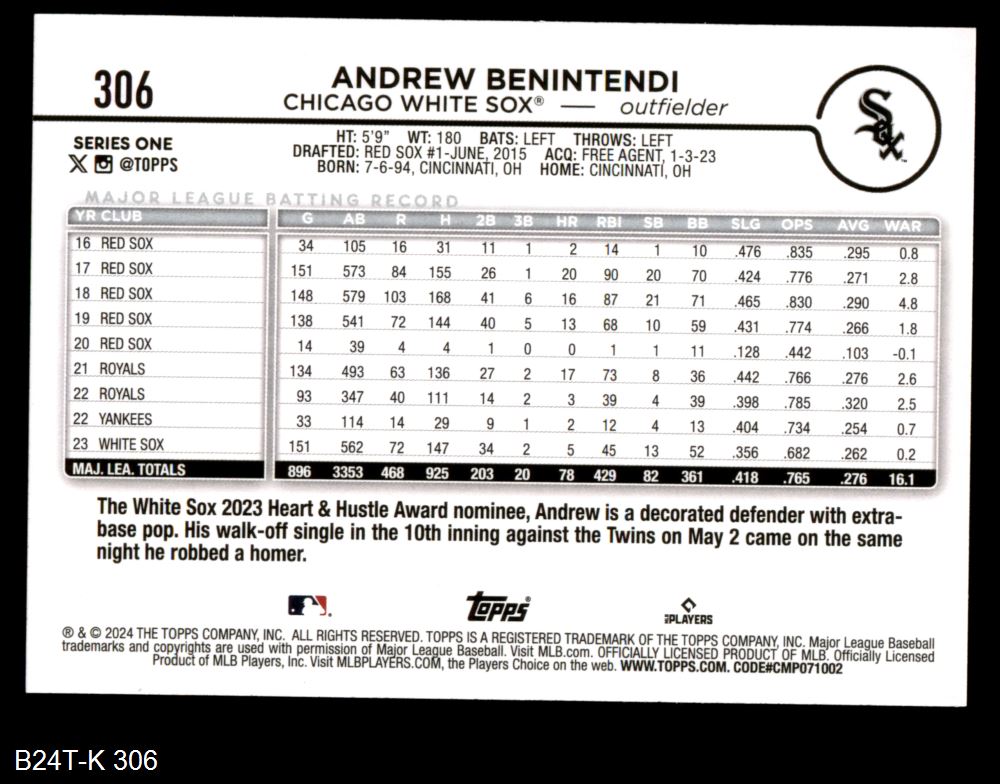 306
ANDREW BENINTENDI
CHICAGO WHITE SOX® — outfielder
Sox
SERIES ONE
X @TOPPS
HT: 5'9" WT: 180 BATS: LEFT THROWS: LEFT
DRAFTED: RED SOX #1-JUNE, 2015 ACQ: FREE AGENT, 1-3-23
BORN: 7-6-94, CINCINNATI, OH HOME: CINCINNATI, OH
MAJOR LEAGUE BATTING RECORD
YR CLUB G AB R H 2B 3B HR RBI SB BB SLG OPS AVG WAR
16 RED SOX 34 105 16 31 11 1 2 14 1 10 .476 .835 .295 0.8
17 RED SOX 151 573 84 155 26 1 20 90 20 70 .424 .776 .271 2.8
18 RED SOX 148 579 103 168 41 6 16 87 21 71 .465 .830 .290 4.8
19 RED SOX 138 541 72 144 40 5 13 68 10 59 .431 .774 .266 1.8
20 RED SOX 14 39 4 4 1 0 0 1 1 11 .128 .442 .103 -0.1
21 ROYALS 134 493 63 136 27 2 17 73 8 36 .442 .766 .276 2.6
22 ROYALS 93 347 40 111 14 2 3 39 4 39 .398 .785 .320 2.5
22 YANKEES 33 114 14 29 9 1 2 12 4 13 .404 .734 .254 0.7
23 WHITE SOX 151 562 72 147 34 2 5 45 13 52 .356 .682 .262 0.2
MAJ. LEA. TOTALS 896 3353 468 925 203 20 78 429 82 361 .418 .765 .276 16.1
The White Sox 2023 Heart & Hustle Award nominee, Andrew is a decorated defender with extra-
base pop. His walk-off single in the 10th inning against the Twins on May 2 came on the same
night he robbed a homer.
Topps®
MLB PLAYERS
® & © 2024 THE TOPPS COMPANY, INC. ALL RIGHTS RESERVED. TOPPS IS A REGISTERED TRADEMARK OF THE TOPPS COMPANY, INC. Major League Baseball
trademarks and copyrights are used with permission of Major League Baseball. Visit MLB.com. OFFICIALLY LICENSED PRODUCT OF MLB. Officially Licensed
Product of MLB Players, Inc. Visit MLBPLAYERS.COM, the Players Choice on the web. WWW.TOPPS.COM. CODE#CMP071002
B24T-K 306